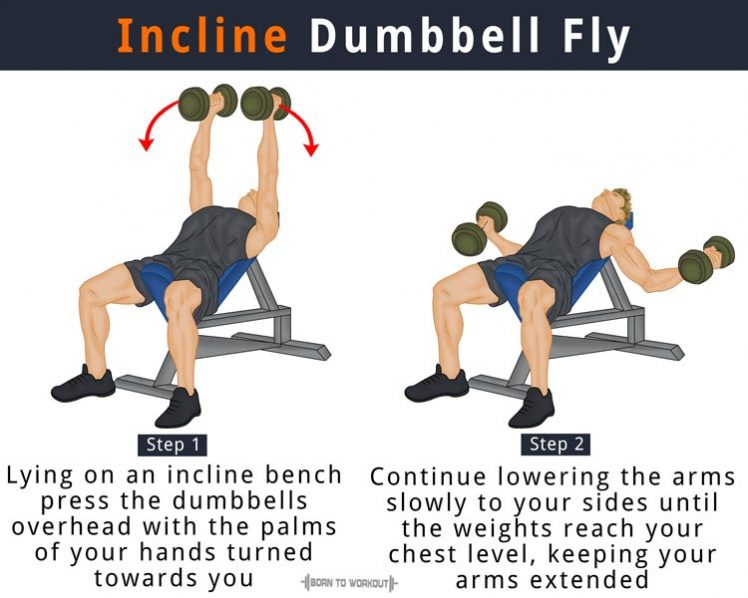 Incline Dumbbell Fly
Step 1
Lying on an incline bench
press the dumbbells
overhead with the palms
of your hands turned
towards you
Step 2
Continue lowering the arms
slowly to your sides until
the weights reach your
chest level, keeping your
arms extended
BORN TO WORKOUT